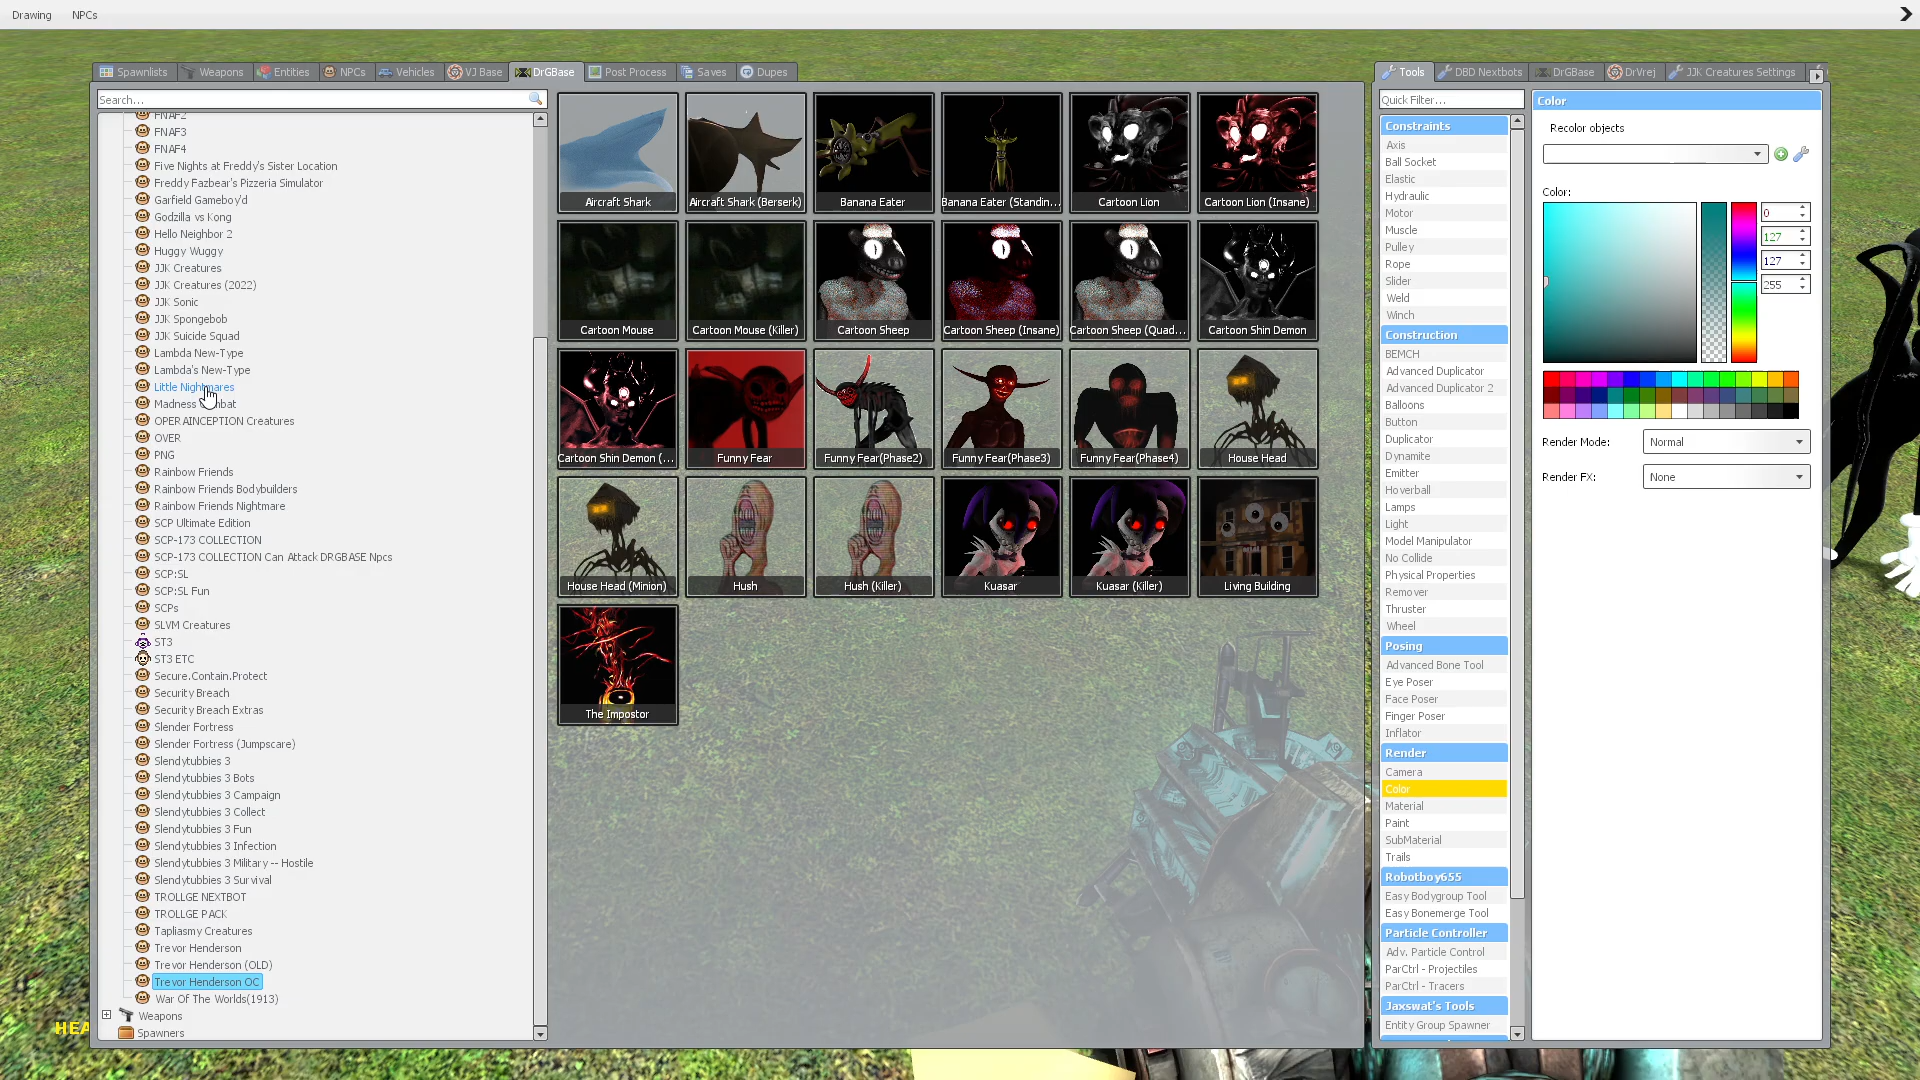 Drawing NPCs
Spawnlists Weapons Entities NPCs Vehicles VJ Base DrGBase Post Process Saves Dupes
Search...
FNAF2
FNAF3
FNAF4
Five Nights at Freddy's Sister Location
Freddy Fazbear's Pizzeria Simulator
Garfield Gameboy'd
Godzilla vs Kong
Hello Neighbor 2
Huggy Wuggy
JJK Creatures
JJK Creatures (2022)
JJK Sonic
JJK Spongebob
JJK Suicide Squad
Lambda New-Type
Lambda's New-Type
Little Nightmares
Madness Combat
OPERAINCEPTION Creatures
OVER
PNG
Rainbow Friends
Rainbow Friends Bodybuilders
Rainbow Friends Nightmare
SCP Ultimate Edition
SCP-173 COLLECTION
SCP-173 COLLECTION Can Attack DRGBASE Npcs
SCP:SL
SCP:SL Fun
SCPs
SLVM Creatures
ST3
ST3 ETC
Secure.Contain.Protect
Security Breach
Security Breach Extras
Slender Fortress
Slender Fortress (Jumpscare)
Slendytubbies 3
Slendytubbies 3 Bots
Slendytubbies 3 Campaign
Slendytubbies 3 Collect
Slendytubbies 3 Fun
Slendytubbies 3 Infection
Slendytubbies 3 Military -- Hostile
Slendytubbies 3 Survival
TROLLGE NEXTBOT
TROLLGE PACK
Tapliasmy Creatures
Trevor Henderson
Trevor Henderson (OLD)
Trevor Henderson OC
War Of The Worlds(1913)
Weapons
Spawners
HEA
Aircraft Shark Aircraft Shark (Berserk) Banana Eater Banana Eater (Standin... Cartoon Lion Cartoon Lion (Insane)
Cartoon Mouse Cartoon Mouse (Killer) Cartoon Sheep Cartoon Sheep (Insane) Cartoon Sheep (Quad... Cartoon Shin Demon
Cartoon Shin Demon (... Funny Fear Funny Fear(Phase2) Funny Fear(Phase3) Funny Fear(Phase4) House Head
House Head (Minion) Hush Hush (Killer) Kuasar Kuasar (Killer) Living Building
The Impostor
Tools DBD Nextbots DrGBase DrVrej JJK Creatures Settings
Quick Filter...
Constraints
Axis
Ball Socket
Elastic
Hydraulic
Motor
Muscle
Pulley
Rope
Slider
Weld
Winch
Construction
BEMCH
Advanced Duplicator
Advanced Duplicator 2
Balloons
Button
Duplicator
Dynamite
Emitter
Hoverball
Lamps
Light
Model Manipulator
No Collide
Physical Properties
Remover
Thruster
Wheel
Posing
Advanced Bone Tool
Eye Poser
Face Poser
Finger Poser
Inflator
Render
Camera
Color
Material
Paint
SubMaterial
Trails
Robotboy655
Easy Bodygroup Tool
Easy Bonemerge Tool
Particle Controller
Adv. Particle Control
ParCtrl - Projectiles
ParCtrl - Tracers
Jaxswat's Tools
Entity Group Spawner
Color
Recolor objects
Color:
0
127
127
255
Render Mode: Normal
Render FX: None